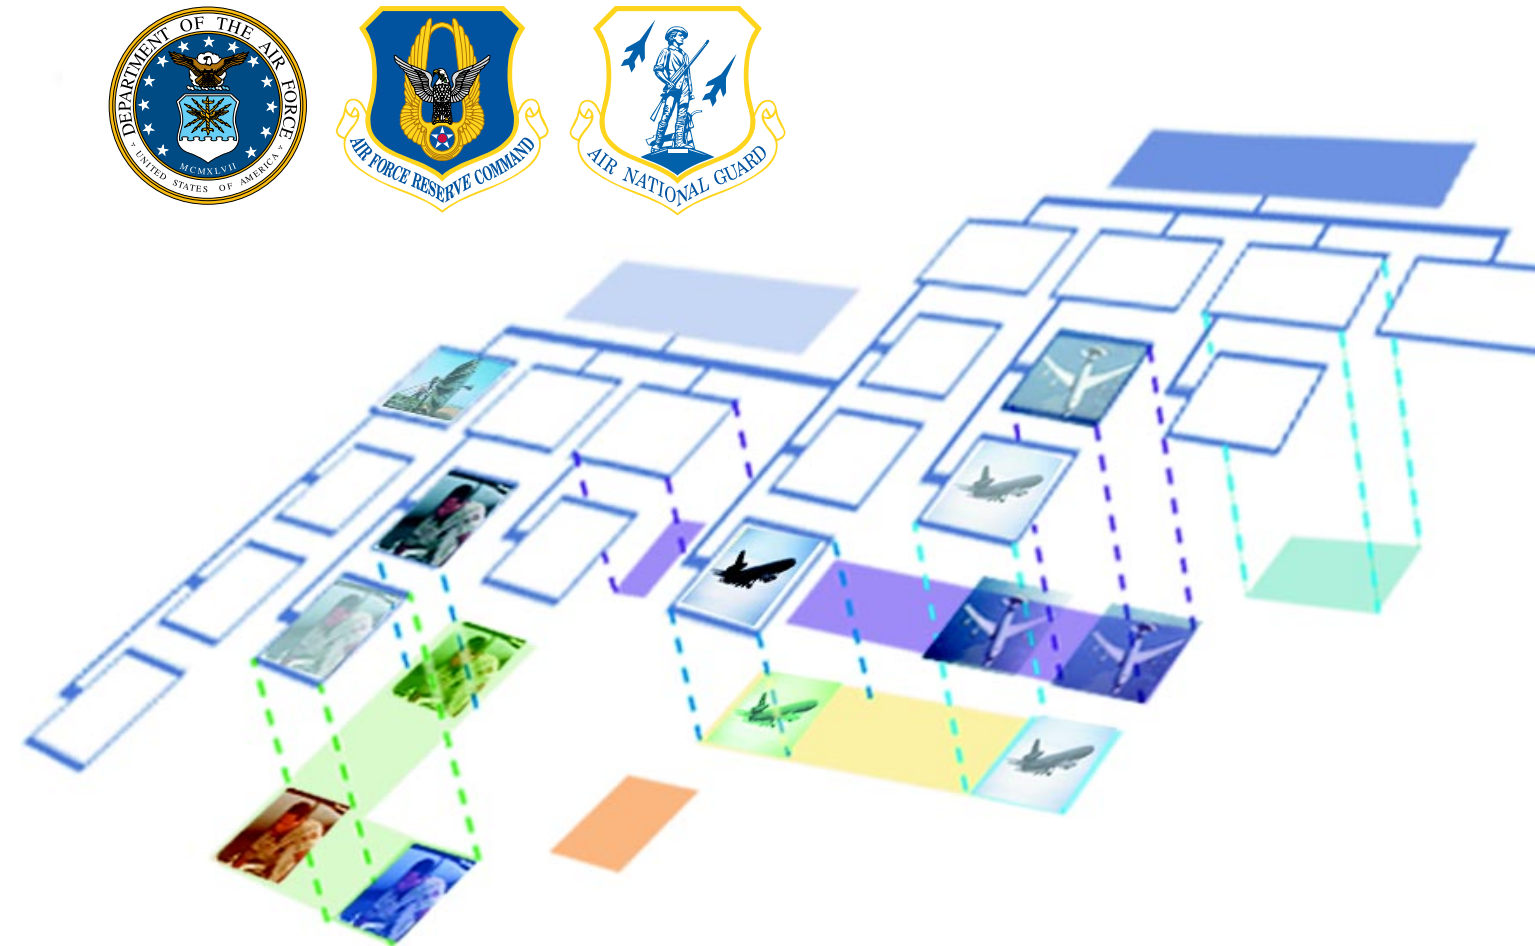 DEPARTMENT OF THE AIR FORCE
MCMXLVII
UNITED STATES OF AMERICA
AIR FORCE RESERVE COMMAND
AIR NATIONAL GUARD